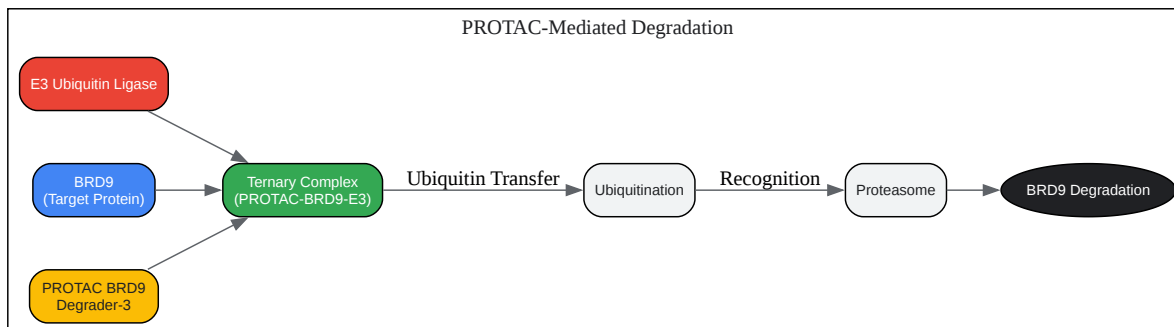 PROTAC-Mediated Degradation
E3 Ubiquitin Ligase
BRD9
(Target Protein)
PROTAC BRD9
Degrader-3
Ternary Complex
(PROTAC-BRD9-E3)
Ubiquitin Transfer
Ubiquitination
Recognition
Proteasome
BRD9 Degradation